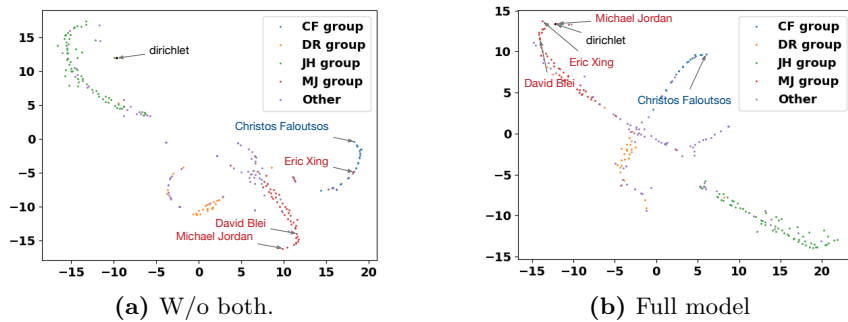 15
10
5
0
−5
−10
−15
−15
−10
−5
0
5
10
15
20
dirichlet
CF group
DR group
JH group
MJ group
Other
Christos Faloutsos
Eric Xing
David Blei
Michael Jordan
(a) W/o both.
15
10
5
0
−5
−10
−15
−15
−10
−5
0
5
10
15
20
Michael Jordan
dirichlet
Eric Xing
David Blei
Christos Faloutsos
CF group
DR group
JH group
MJ group
Other
(b) Full model